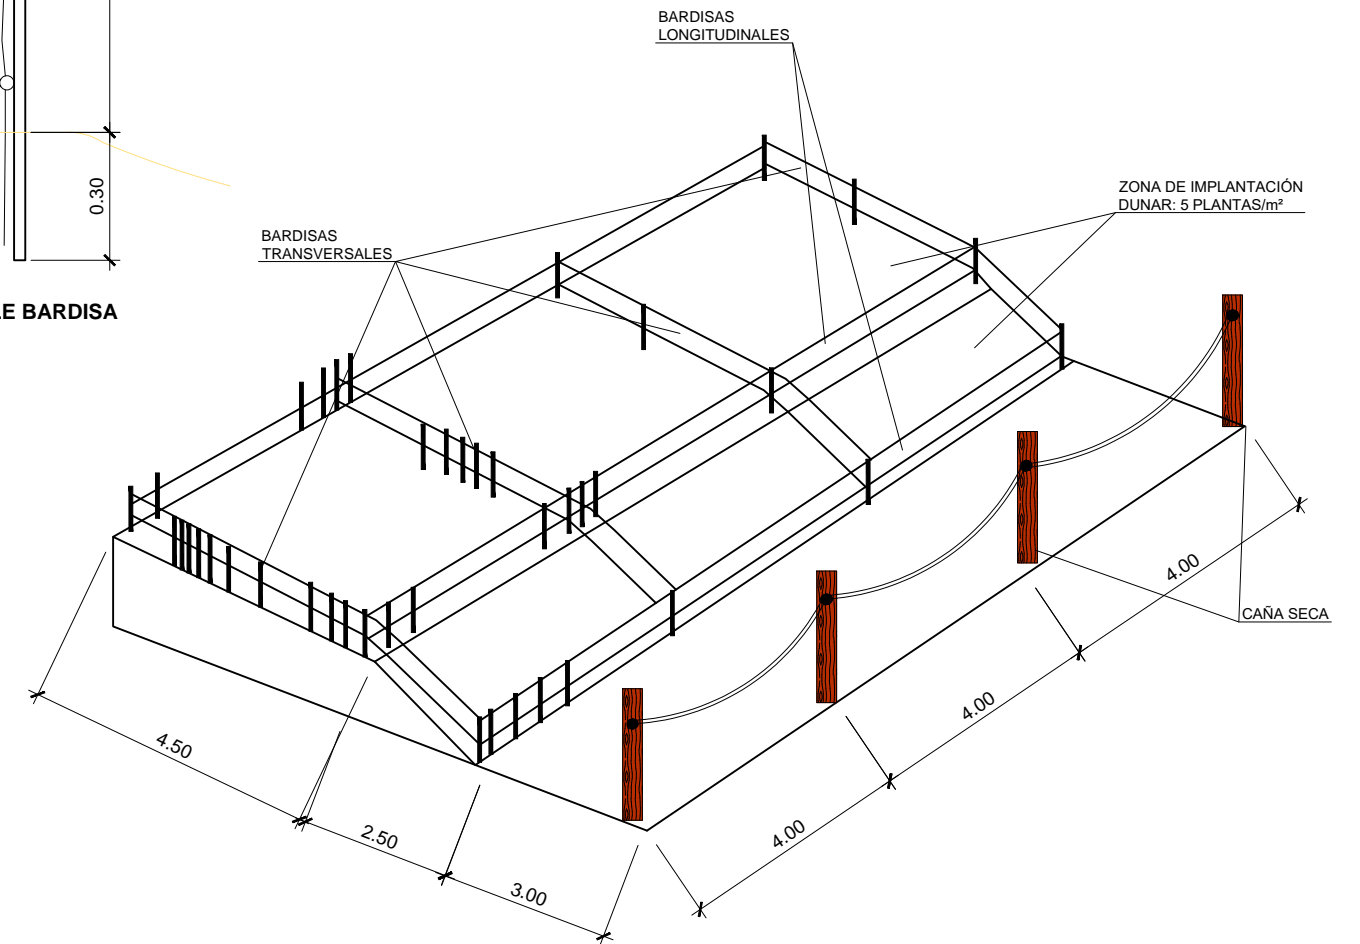 BARDISAS
LONGITUDINALES
ZONA DE IMPLANTACIÓN
DUNAR: 5 PLANTAS/m²
0.30
BARDISAS
TRANSVERSALES
BARDISA
4.00
CAÑA SECA
4.00
4.50
4.00
2.50
3.00